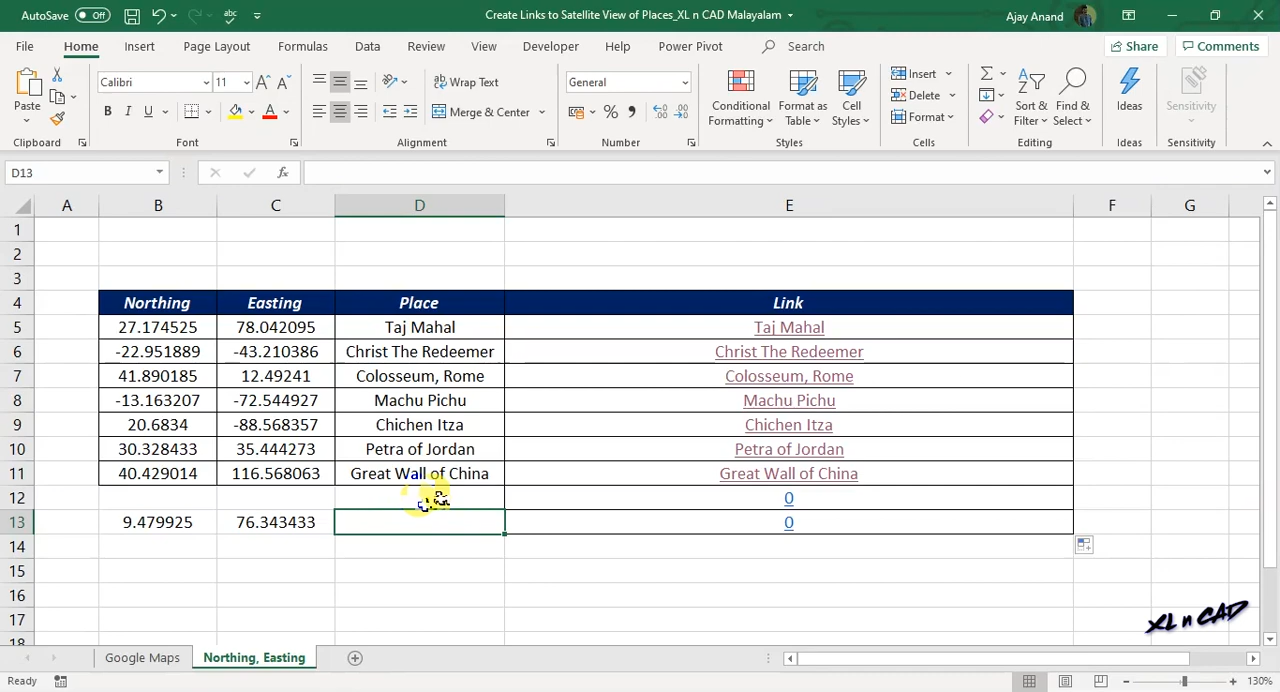 AutoSave Off Create Links to Satellite View of Places_XL n CAD Malayalam Ajay Anand
File Home Insert Page Layout Formulas Data Review View Developer Help Power Pivot Search Share Comments
Paste Calibri 11 Wrap Text General Conditional Formatting Format as Table Cell Styles Insert Sort & Filter Find & Select Ideas Sensitivity
B I U Merge & Center Delete
Format
Clipboard Font Alignment Number Styles Cells Editing Ideas Sensitivity
D13 fx
A B C D E F G
1
2
3
4 Northing Easting Place Link
5 27.174525 78.042095 Taj Mahal Taj Mahal
6 -22.951889 -43.210386 Christ The Redeemer Christ The Redeemer
7 41.890185 12.49241 Colosseum, Rome Colosseum, Rome
8 -13.163207 -72.544927 Machu Pichu Machu Pichu
9 20.6834 -88.568357 Chichen Itza Chichen Itza
10 30.328433 35.444273 Petra of Jordan Petra of Jordan
11 40.429014 116.568063 Great Wall of China Great Wall of China
12 0
13 9.479925 76.343433 0
14
15
16
17
18
XL n CAD
Google Maps Northing, Easting
Ready 130%